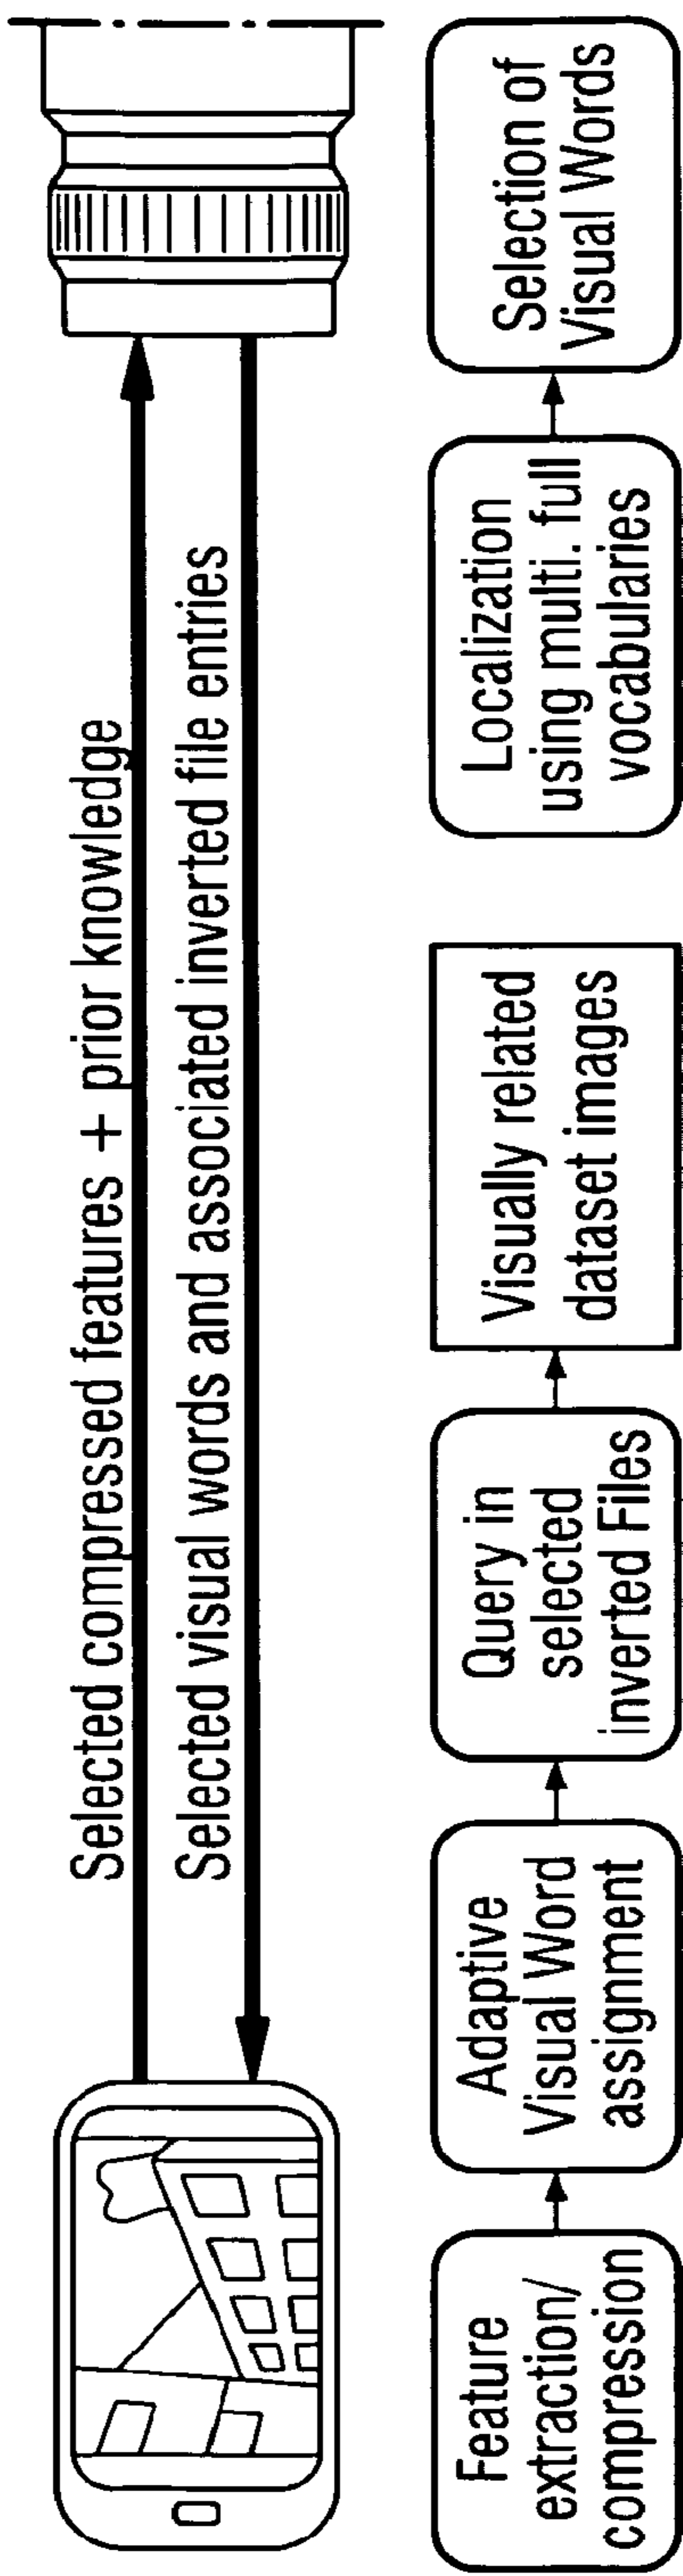 Selected compressed features + prior knowledge
Selected visual words and associated inverted file entries
Feature
extraction/
compression
Adaptive
Visual Word
assignment
Query in
selected
inverted Files
Visually related
dataset images
Localization
using multi. full
vocabularies
Selection of
Visual Words